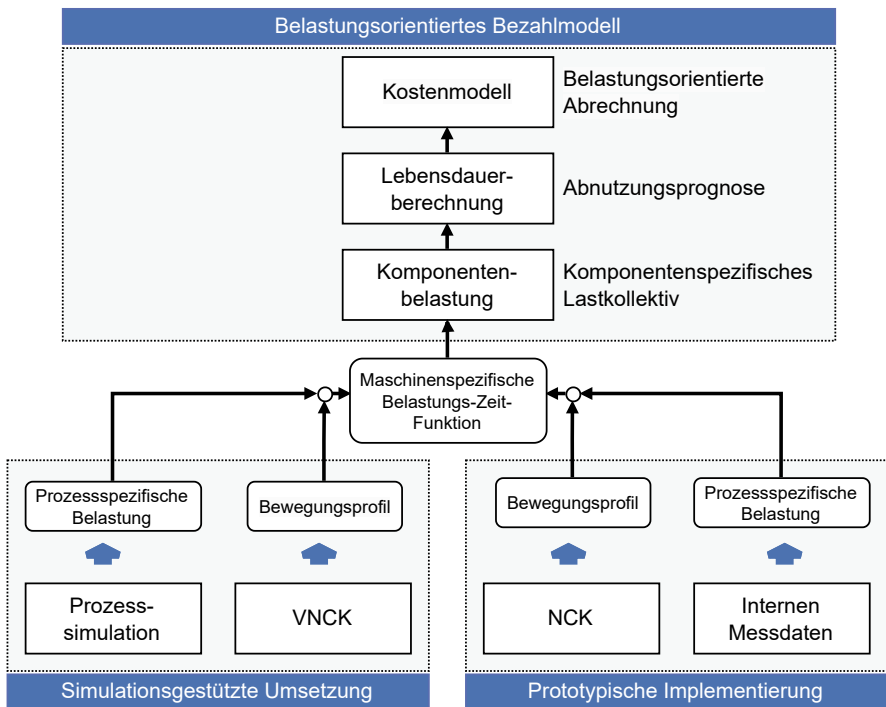 Belastungsorientiertes Bezahlmodell
Kostenmodell
Belastungsorientierte
Abrechnung
Lebensdauer-
berechnung
Abnutzungsprognose
Komponenten-
belastung
Komponentenspezifisches
Lastkollektiv
Maschinenspezifische
Belastungs-Zeit-
Funktion
Prozessspezifische
Belastung
Bewegungsprofil
Bewegungsprofil
Prozessspezifische
Belastung
Prozess-
simulation
VNCK
NCK
Internen
Messdaten
Simulationsgestützte Umsetzung
Prototypische Implementierung